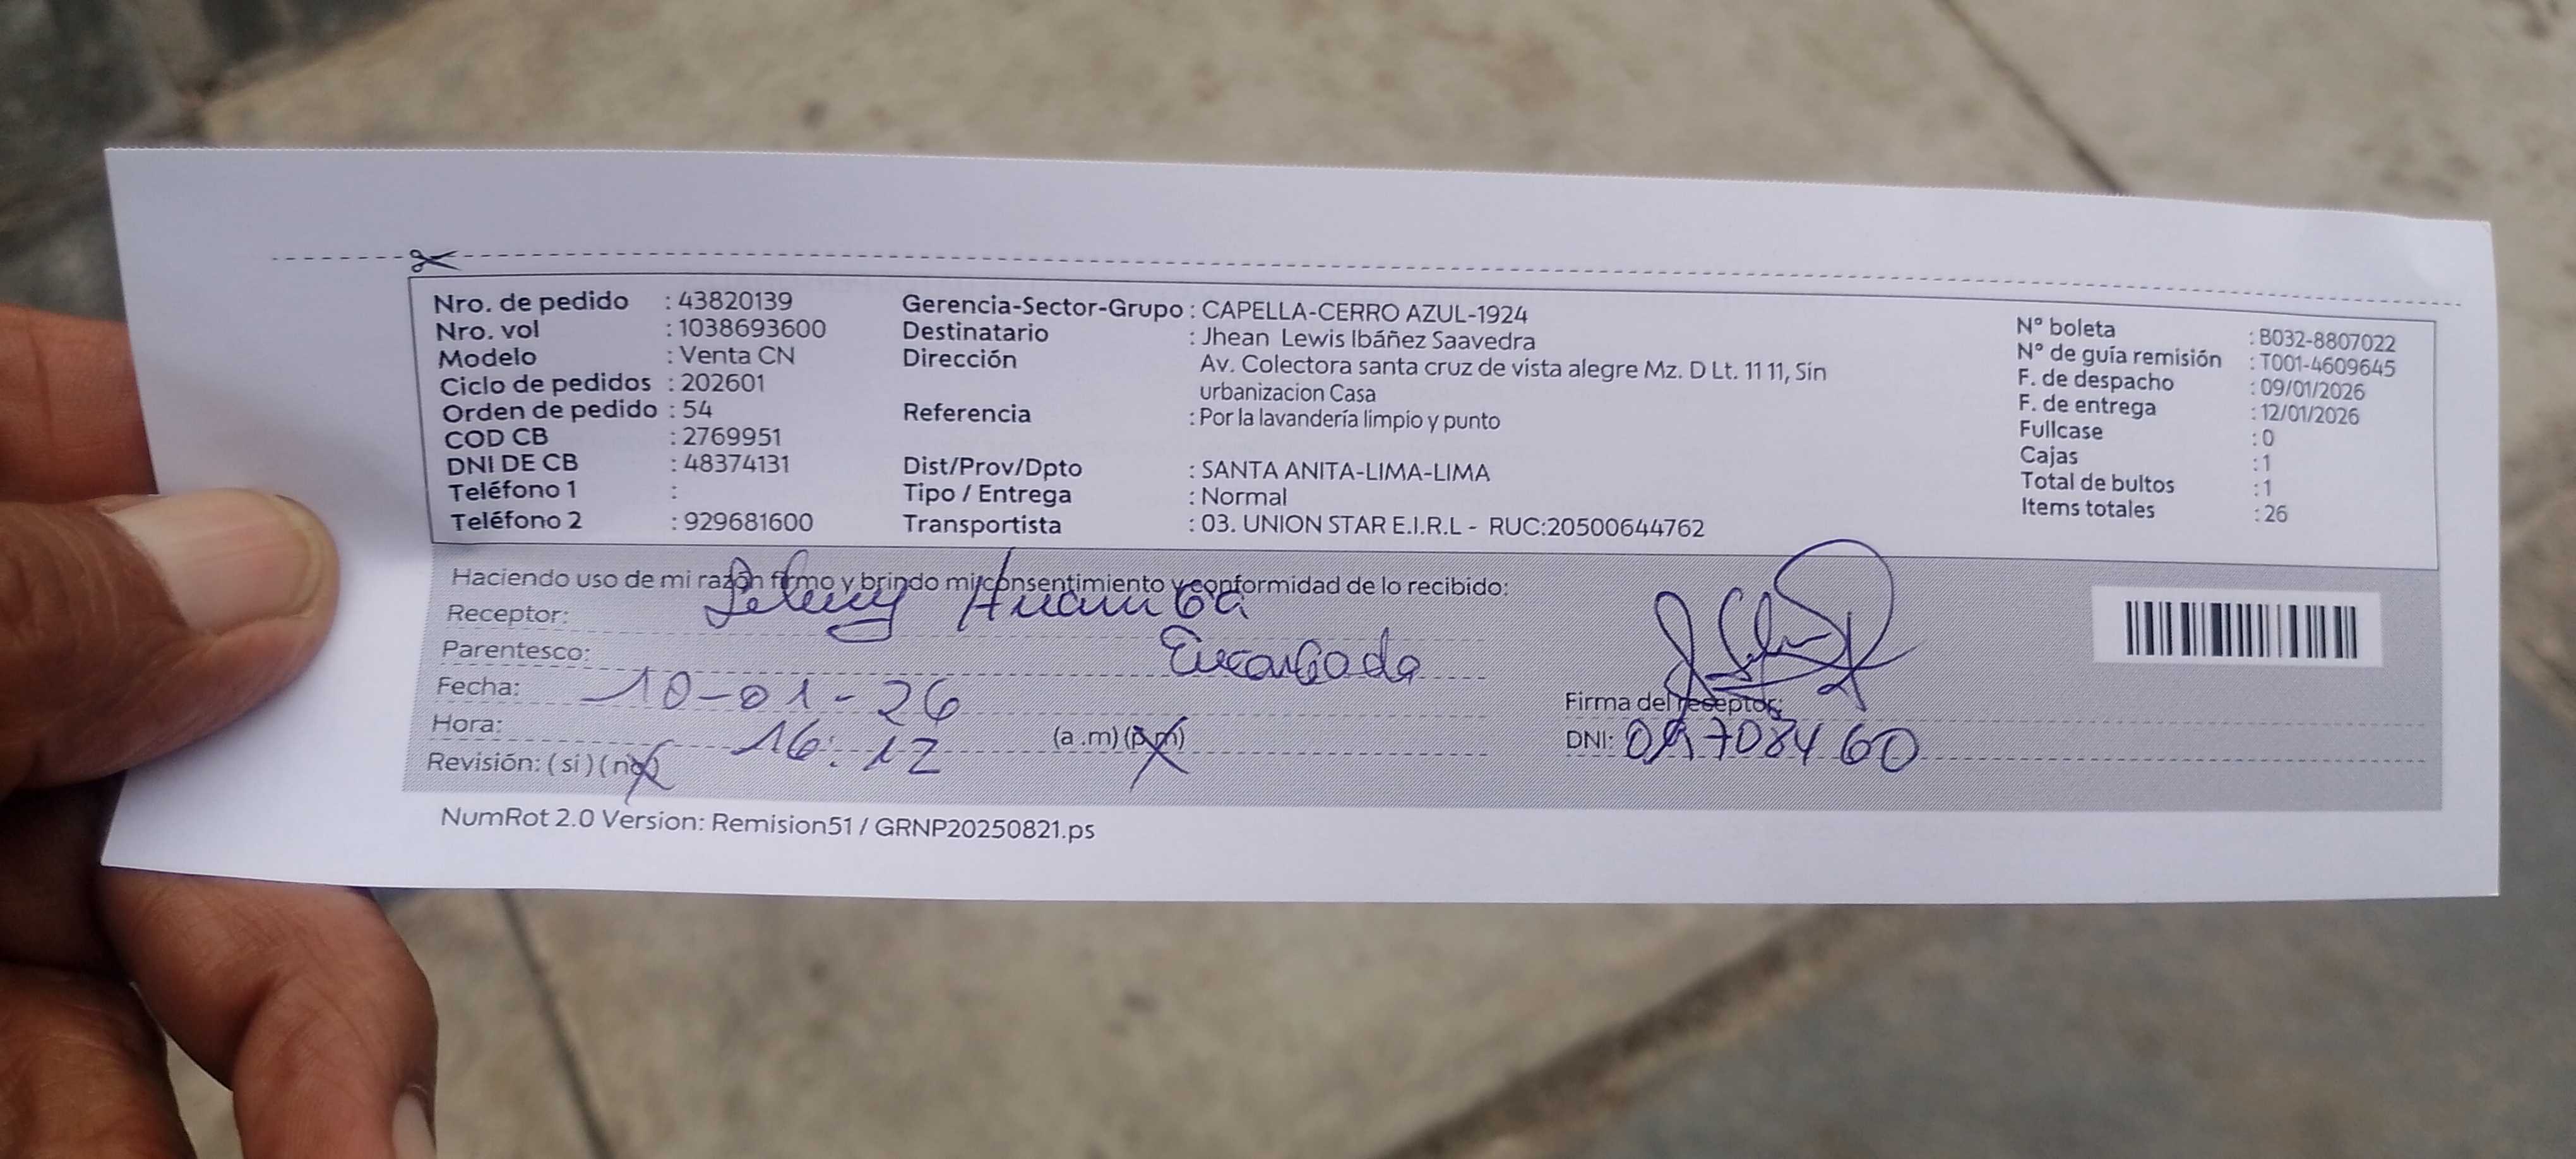 Nro. de pedido : 43820139
Nro. vol : 1038693600
Modelo : Venta CN
Ciclo de pedidos : 202601
Orden de pedido : 54
COD CB : 2769951
DNI DE CB : 48374131
Teléfono 1 :
Teléfono 2 : 929681600
Gerencia-Sector-Grupo : CAPELLA-CERRO AZUL-1924
Destinatario : Jhean Lewis Ibáñez Saavedra
Dirección Av. Colectora santa cruz de vista alegre Mz. D Lt. 11 11, Sin
urbanizacion Casa
Referencia : Por la lavandería limpio y punto
Dist/Prov/Dpto : SANTA ANITA-LIMA-LIMA
Tipo / Entrega : Normal
Transportista : 03. UNION STAR E.I.R.L - RUC:20500644762
N° boleta : B032-8807022
N° de guía remisión : T001-4609645
F. de despacho : 09/01/2026
F. de entrega : 12/01/2026
Fullcase : 0
Cajas : 1
Total de bultos : 1
Items totales : 26
Haciendo uso de mi razón firmo y brindo mi consentimiento y conformidad de lo recibido:
Receptor:
Parentesco: Encargado
Fecha: 10-01-26
Hora: 16:12 (a .m) (p.m)
Revisión: ( si ) ( no )
Firma del receptor:
DNI: 09708460
NumRot 2.0 Version: Remision51 / GRNP20250821.ps